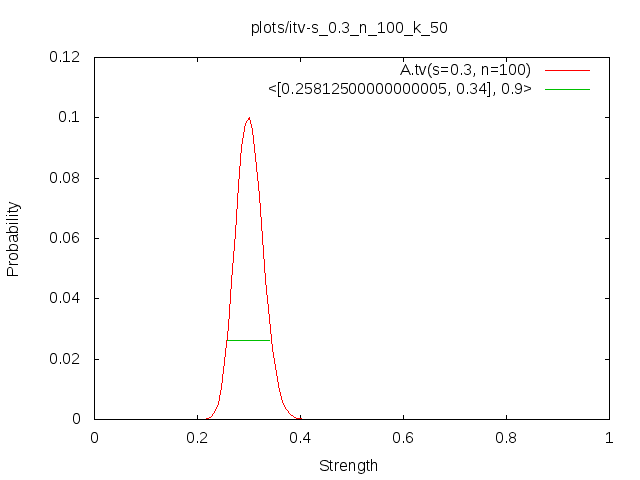 plots/itv-s_0.3_n_100_k_50
A.tv(s=0.3, n=100)
<[0.25812500000000005, 0.34], 0.9>
0.12
0.1
0.08
0.06
0.04
0.02
0
Probability
0 0.2 0.4 0.6 0.8 1
Strength